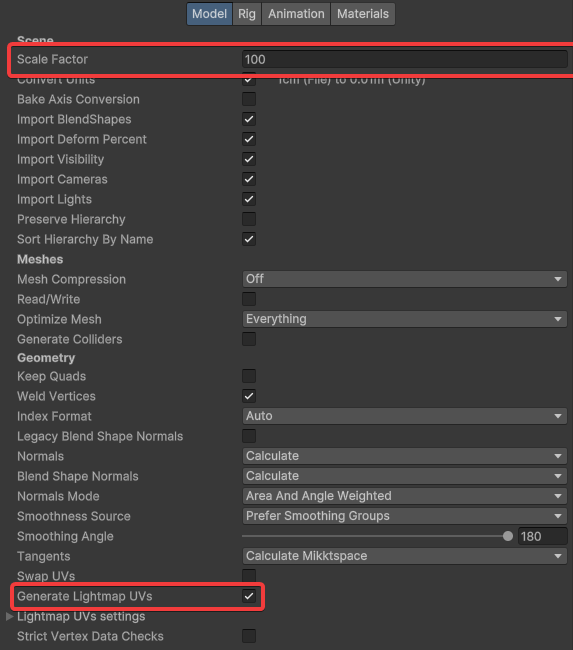 Model Rig Animation Materials
Scene
Scale Factor 100
Convert Units 1cm (File) to 0.01m (Unity)
Bake Axis Conversion
Import BlendShapes
Import Deform Percent
Import Visibility
Import Cameras
Import Lights
Preserve Hierarchy
Sort Hierarchy By Name
Meshes
Mesh Compression Off
Read/Write
Optimize Mesh Everything
Generate Colliders
Geometry
Keep Quads
Weld Vertices
Index Format Auto
Legacy Blend Shape Normals
Normals Calculate
Blend Shape Normals Calculate
Normals Mode Area And Angle Weighted
Smoothness Source Prefer Smoothing Groups
Smoothing Angle 180
Tangents Calculate Mikktspace
Swap UVs
Generate Lightmap UVs
Lightmap UVs settings
Strict Vertex Data Checks